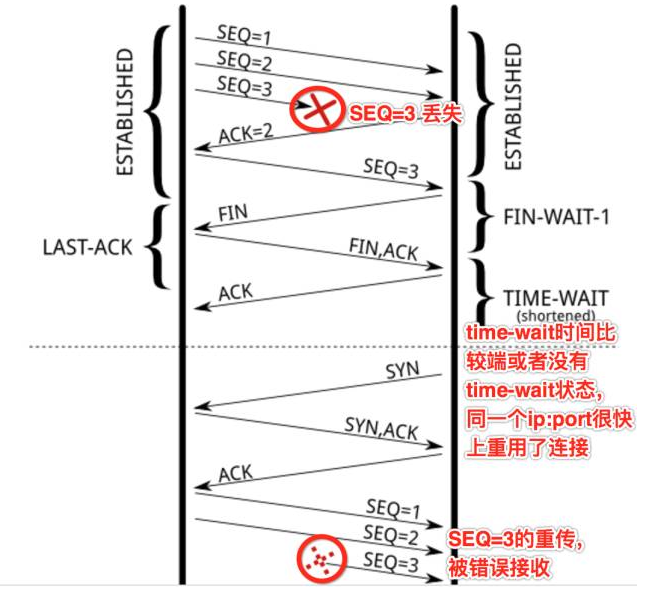 SEQ=1
SEQ=2
SEQ=3
SEQ=3 丢失
ESTABLISHED
ESTABLISHED
ACK=2
SEQ=3
FIN
FIN-WAIT-1
LAST-ACK
FIN,ACK
ACK
TIME-WAIT
(shortened)
time-wait时间比
较端或者没有
time-wait状态，
同一个ip:port很快
上重用了连接
SYN
SYN,ACK
ACK
SEQ=1
SEQ=2
SEQ=3
SEQ=3的重传，
被错误接收